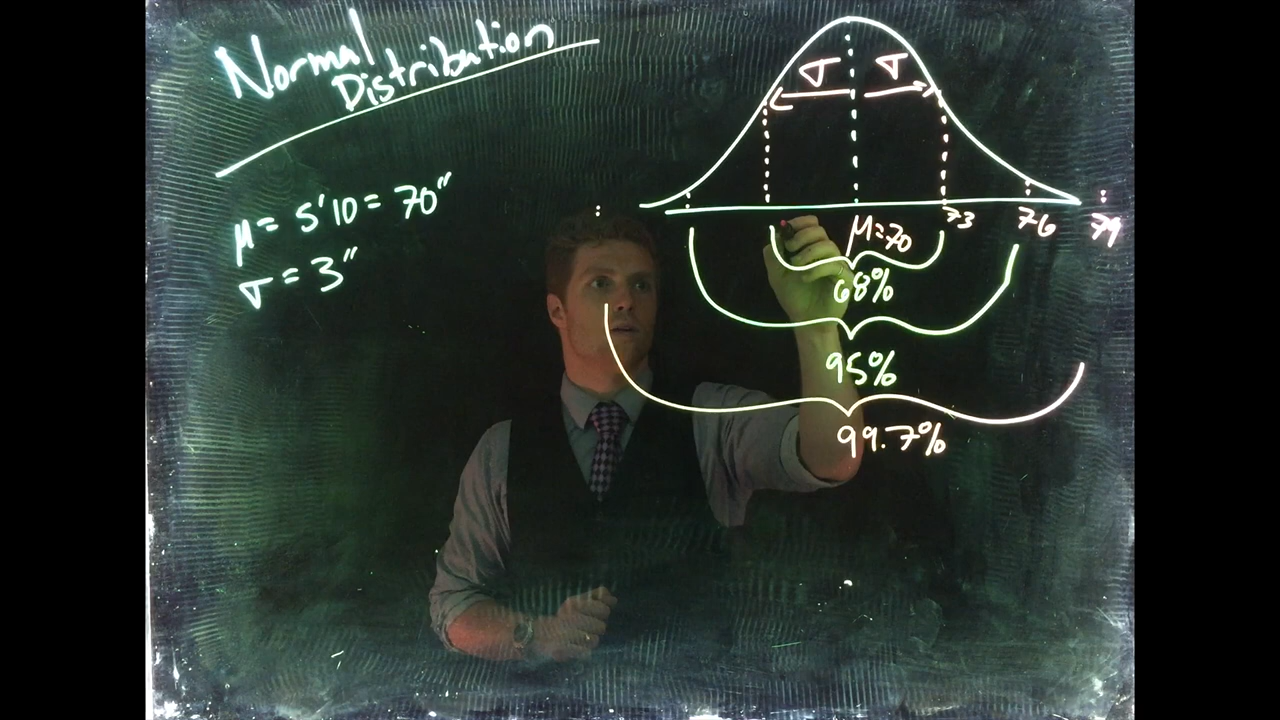 Normal
Distribution
μ = 5'10 = 70"
σ = 3"
σ σ
μ=70 73 76 79
68%
95%
99.7%